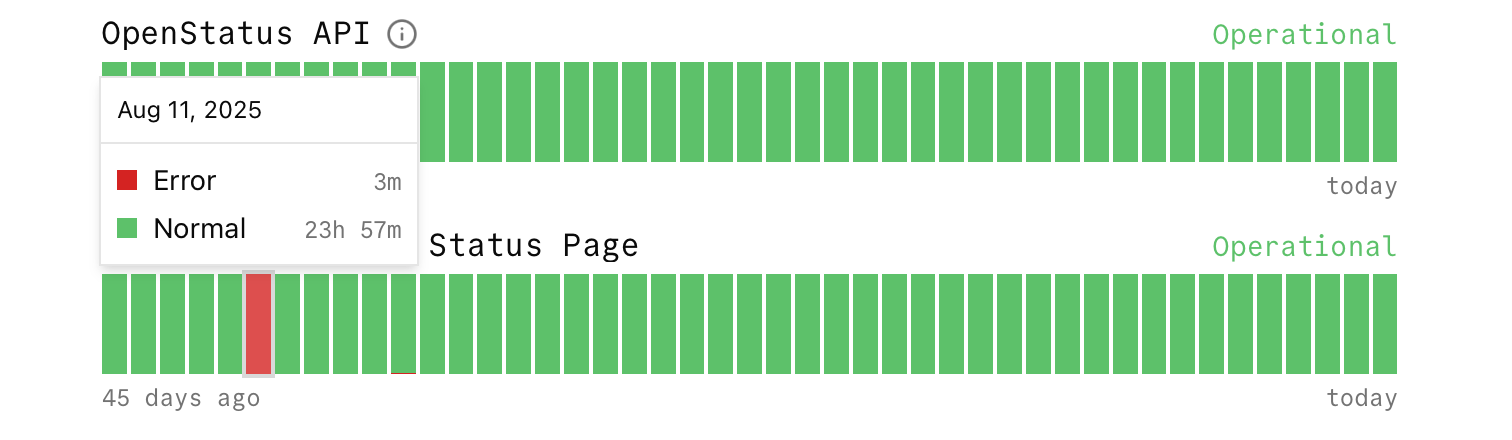 OpenStatus API
Operational
Aug 11, 2025
Error 3m
Normal 23h 57m
today
Status Page
Operational
45 days ago
today